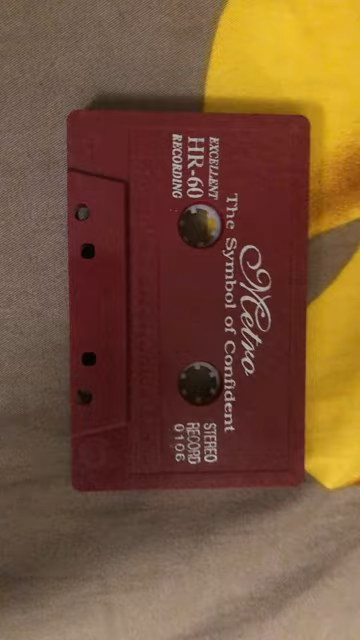 Metro
The Symbol of Confident
EXCELLENT
HR-60
RECORDING
STEREO
RECORD
0106